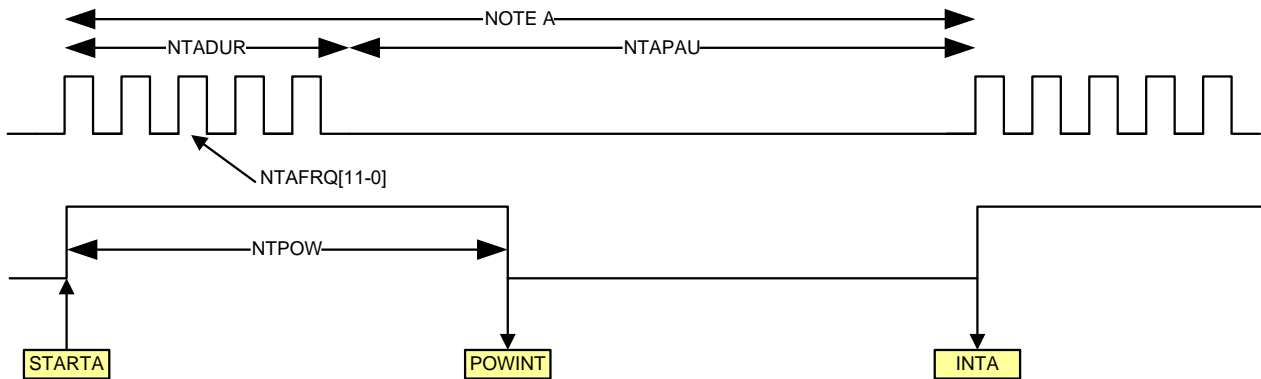 NOTE A
NTADUR
NTAPAU
NTAFRQ[11-0]
NTPOW
STARTA
POWINT
INTA